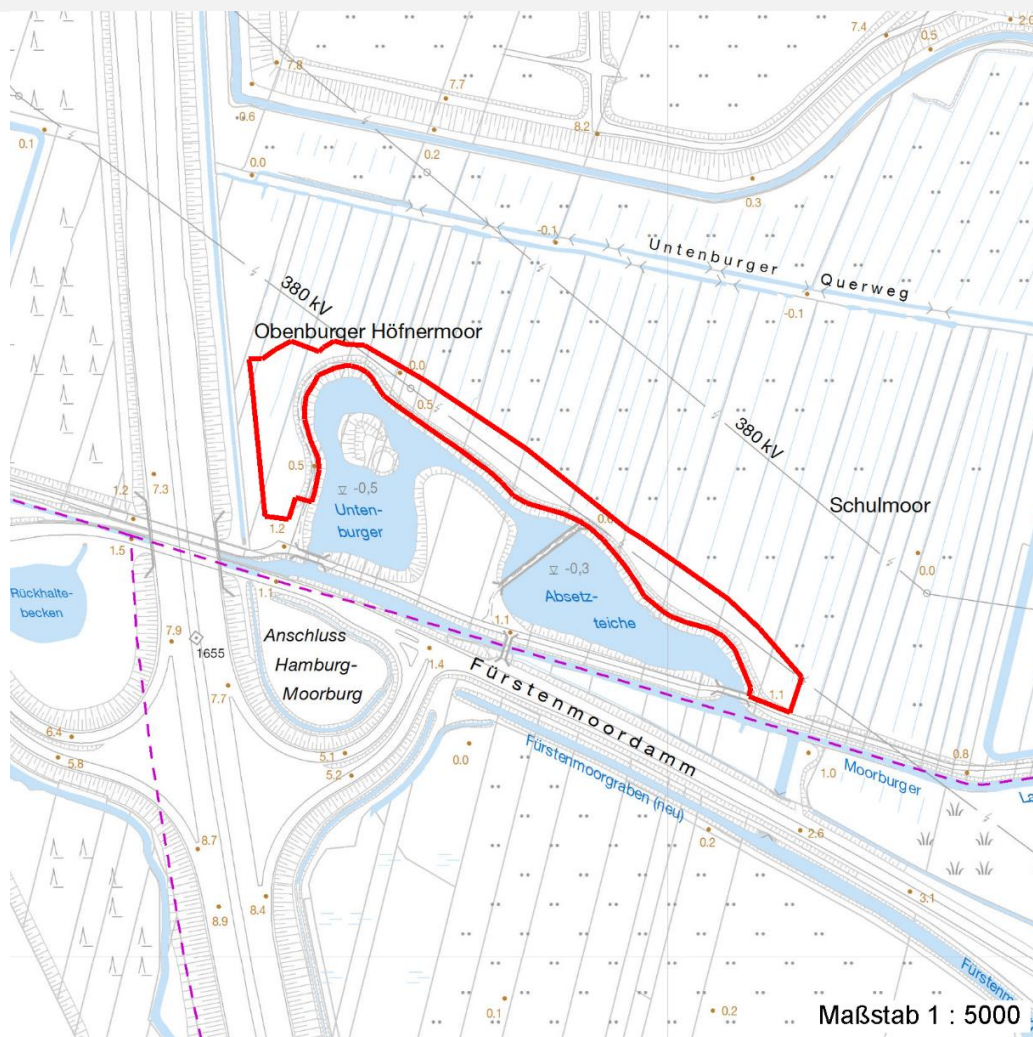 7.4
0.5
7.8
7.7
0.6
0.1
0.2
8.2
0.0
0.3
-0.1
Untenburger Querweg
-0.1
380 kV
Obenburger Höfnermoor
0.0
0.5
380 kV
0.5
-0,5
Unten-
burger
Schulmoor
7.3
1.2
1.5
1.2
0.6
-0,3
Absetz-
teiche
0.0
1.1
Rückhalte-
becken
1.1
7.9
1655
Anschluss
Hamburg-
Moorburg
1.4
Fürstenmoordamm
1.1
7.7
6.4
5.8
5.1
5.2
0.0
Fürstenmoorgraben (neu)
Moorburger
1.0
0.8
La
0.2
2.6
8.7
8.4
8.9
3.1
Fürstenm
0.1
0.2
Maßstab 1 : 5000